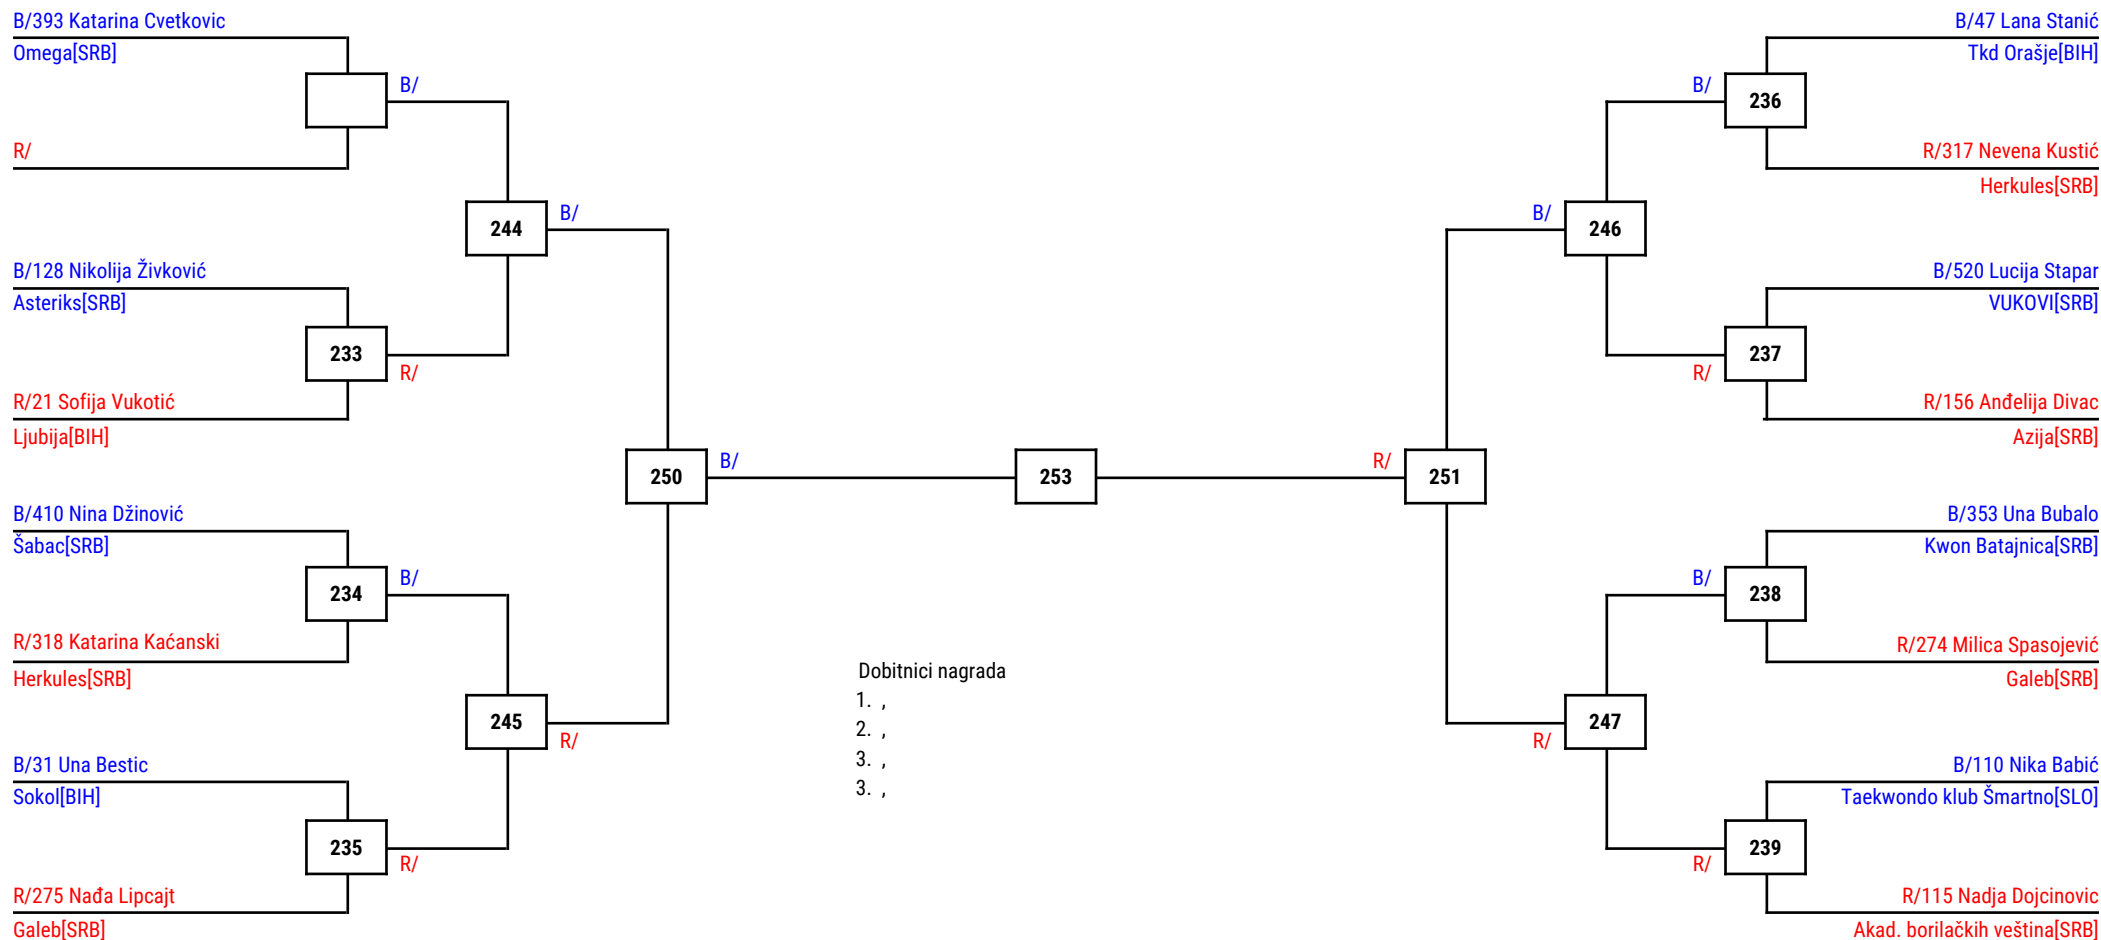 B/393 Katarina Cvetkovic
Omega[SRB]
B/
R/
244
B/
B/128 Nikolija Živković
Asteriks[SRB]
233
R/
R/21 Sofija Vukotić
Ljubija[BIH]
250
B/
B/410 Nina Džinović
Šabac[SRB]
234
B/
R/318 Katarina Kaćanski
Herkules[SRB]
245
R/
B/31 Una Bestic
Sokol[BIH]
235
R/
R/275 Nađa Lipcajt
Galeb[SRB]
253
Dobitnici nagrada
1. ,
2. ,
3. ,
3. ,
B/47 Lana Stanić
Tkd Orašje[BIH]
B/
236
R/317 Nevena Kustić
Herkules[SRB]
B/
246
B/520 Lucija Stapar
VUKOVI[SRB]
237
R/
R/156 Anđelija Divac
Azija[SRB]
R/
251
B/353 Una Bubalo
Kwon Batajnica[SRB]
B/
238
R/274 Milica Spasojević
Galeb[SRB]
247
R/
B/110 Nika Babić
Taekwondo klub Šmartno[SLO]
239
R/
R/115 Nadja Dojcinovic
Akad. borilačkih veština[SRB]